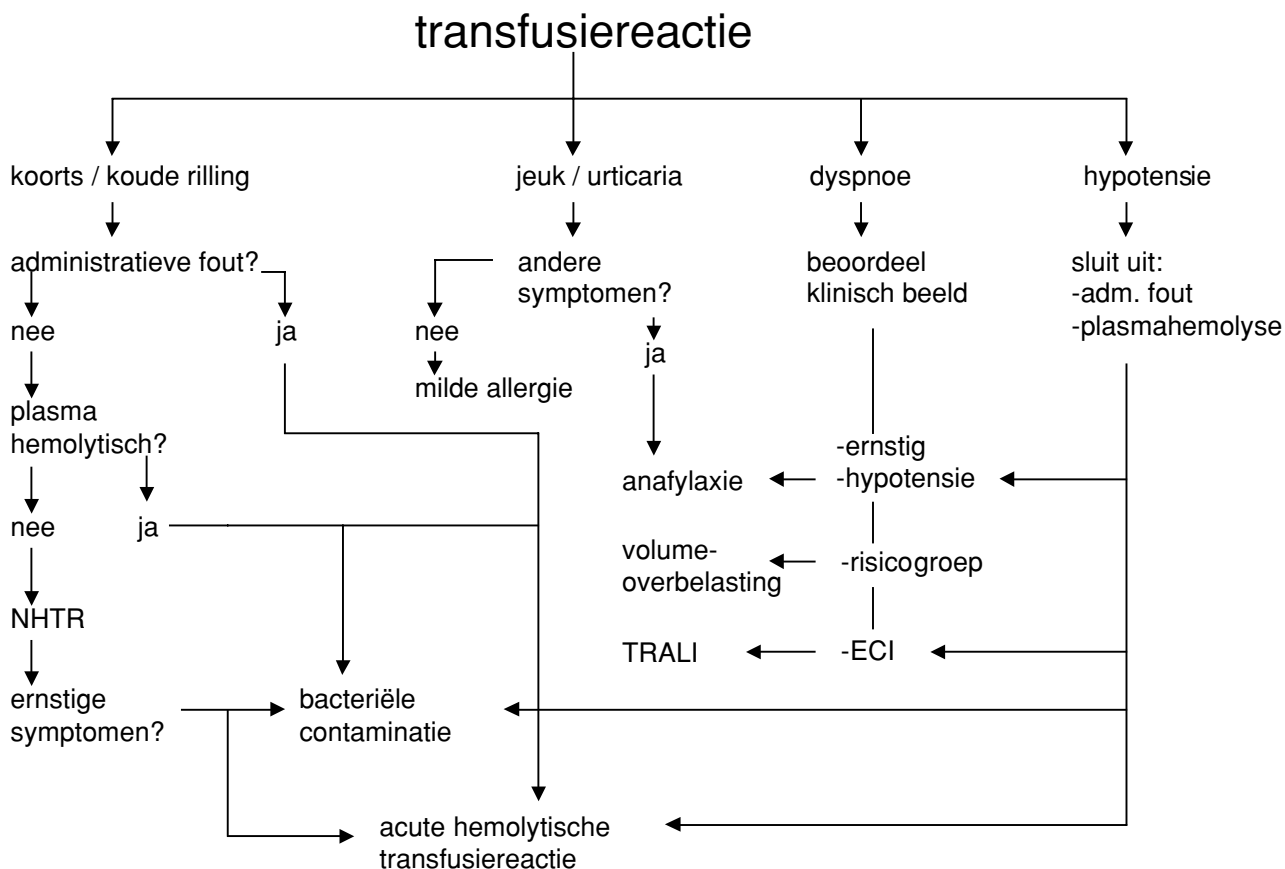 transfusiereactie
koorts / koude rilling
jeuk / urticaria
dyspnoe
hypotensie
administratieve fout?
andere
symptomen?
beoordeel
klinisch beeld
sluit uit:
-adm. fout
-plasmahemolyse
nee
ja
nee
ja
milde allergie
plasma
hemolytisch?
anafylaxie
-ernstig
-hypotensie
nee
ja
volume-
overbelasting
-risicogroep
NHTR
TRALI
-ECI
ernstige
symptomen?
bacteriële
contaminatie
acute hemolytische
transfusiereactie